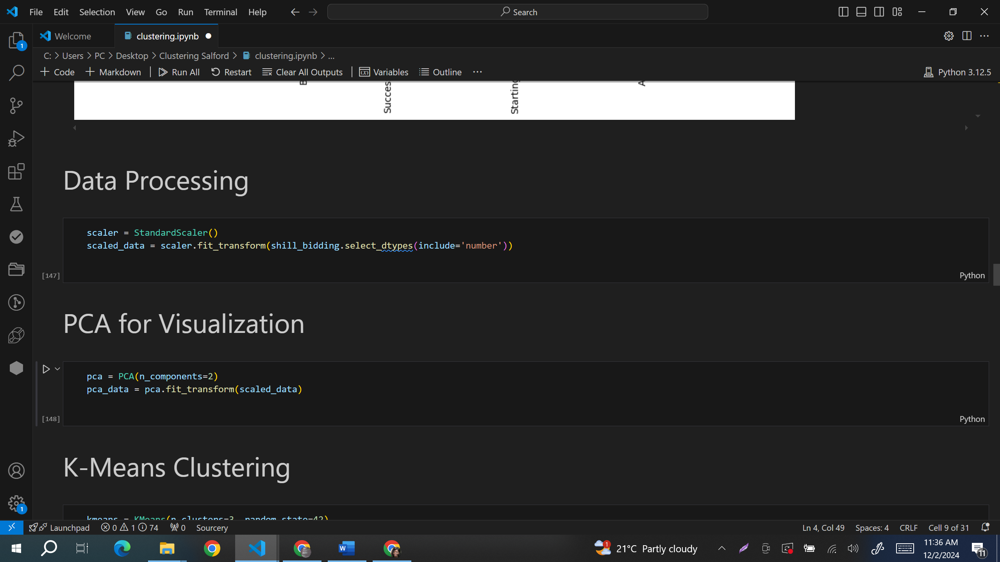 File Edit Selection View Go Run Terminal Help
Search
Welcome
clustering.ipynb
C: > Users > PC > Desktop > Clustering Salford > clustering.ipynb > ...
+ Code + Markdown | Run All Restart Clear All Outputs | Variables Outline ...
Python 3.12.5
B
Succes
Starting
A
Data Processing
scaler = StandardScaler()
scaled_data = scaler.fit_transform(shill_bidding.select_dtypes(include='number'))
[147]
Python
PCA for Visualization
pca = PCA(n_components=2)
pca_data = pca.fit_transform(scaled_data)
[148]
Python
K-Means Clustering
kmeans = KMeans(n_clusters=3, random_state=42)
1
1
Launchpad 0 1 74 0 Sourcery
Ln 4, Col 49 Spaces: 4 CRLF Cell 9 of 31
1
21°C Partly cloudy
11:36 AM
12/2/2024
11